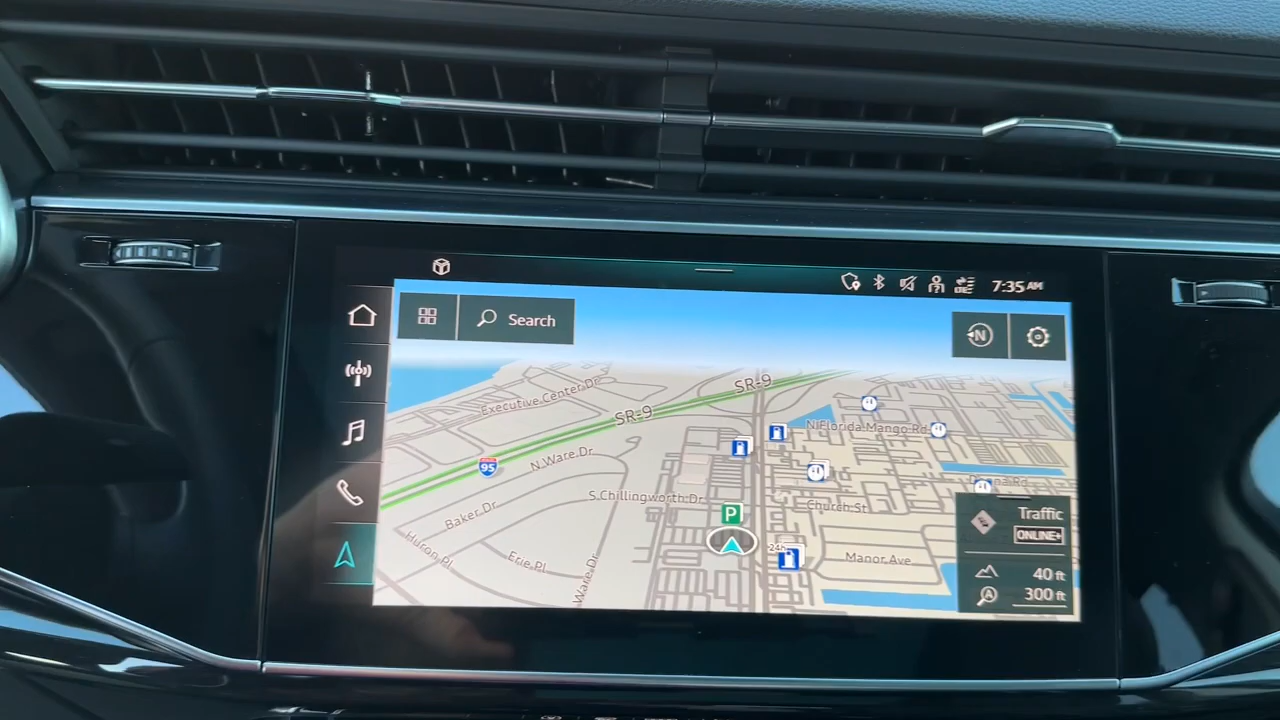 7:35 AM
Search
N
Executive Center Dr
SR-9
SR-9
N Florida Mango Rd
95
N Ware Dr
S Chillingworth Dr
Baker Dr
P
Church St
Traffic
ONLINE+
Huron Pl
Erie Pl
Ware Dr
24h
Manor Ave
40 ft
300 ft